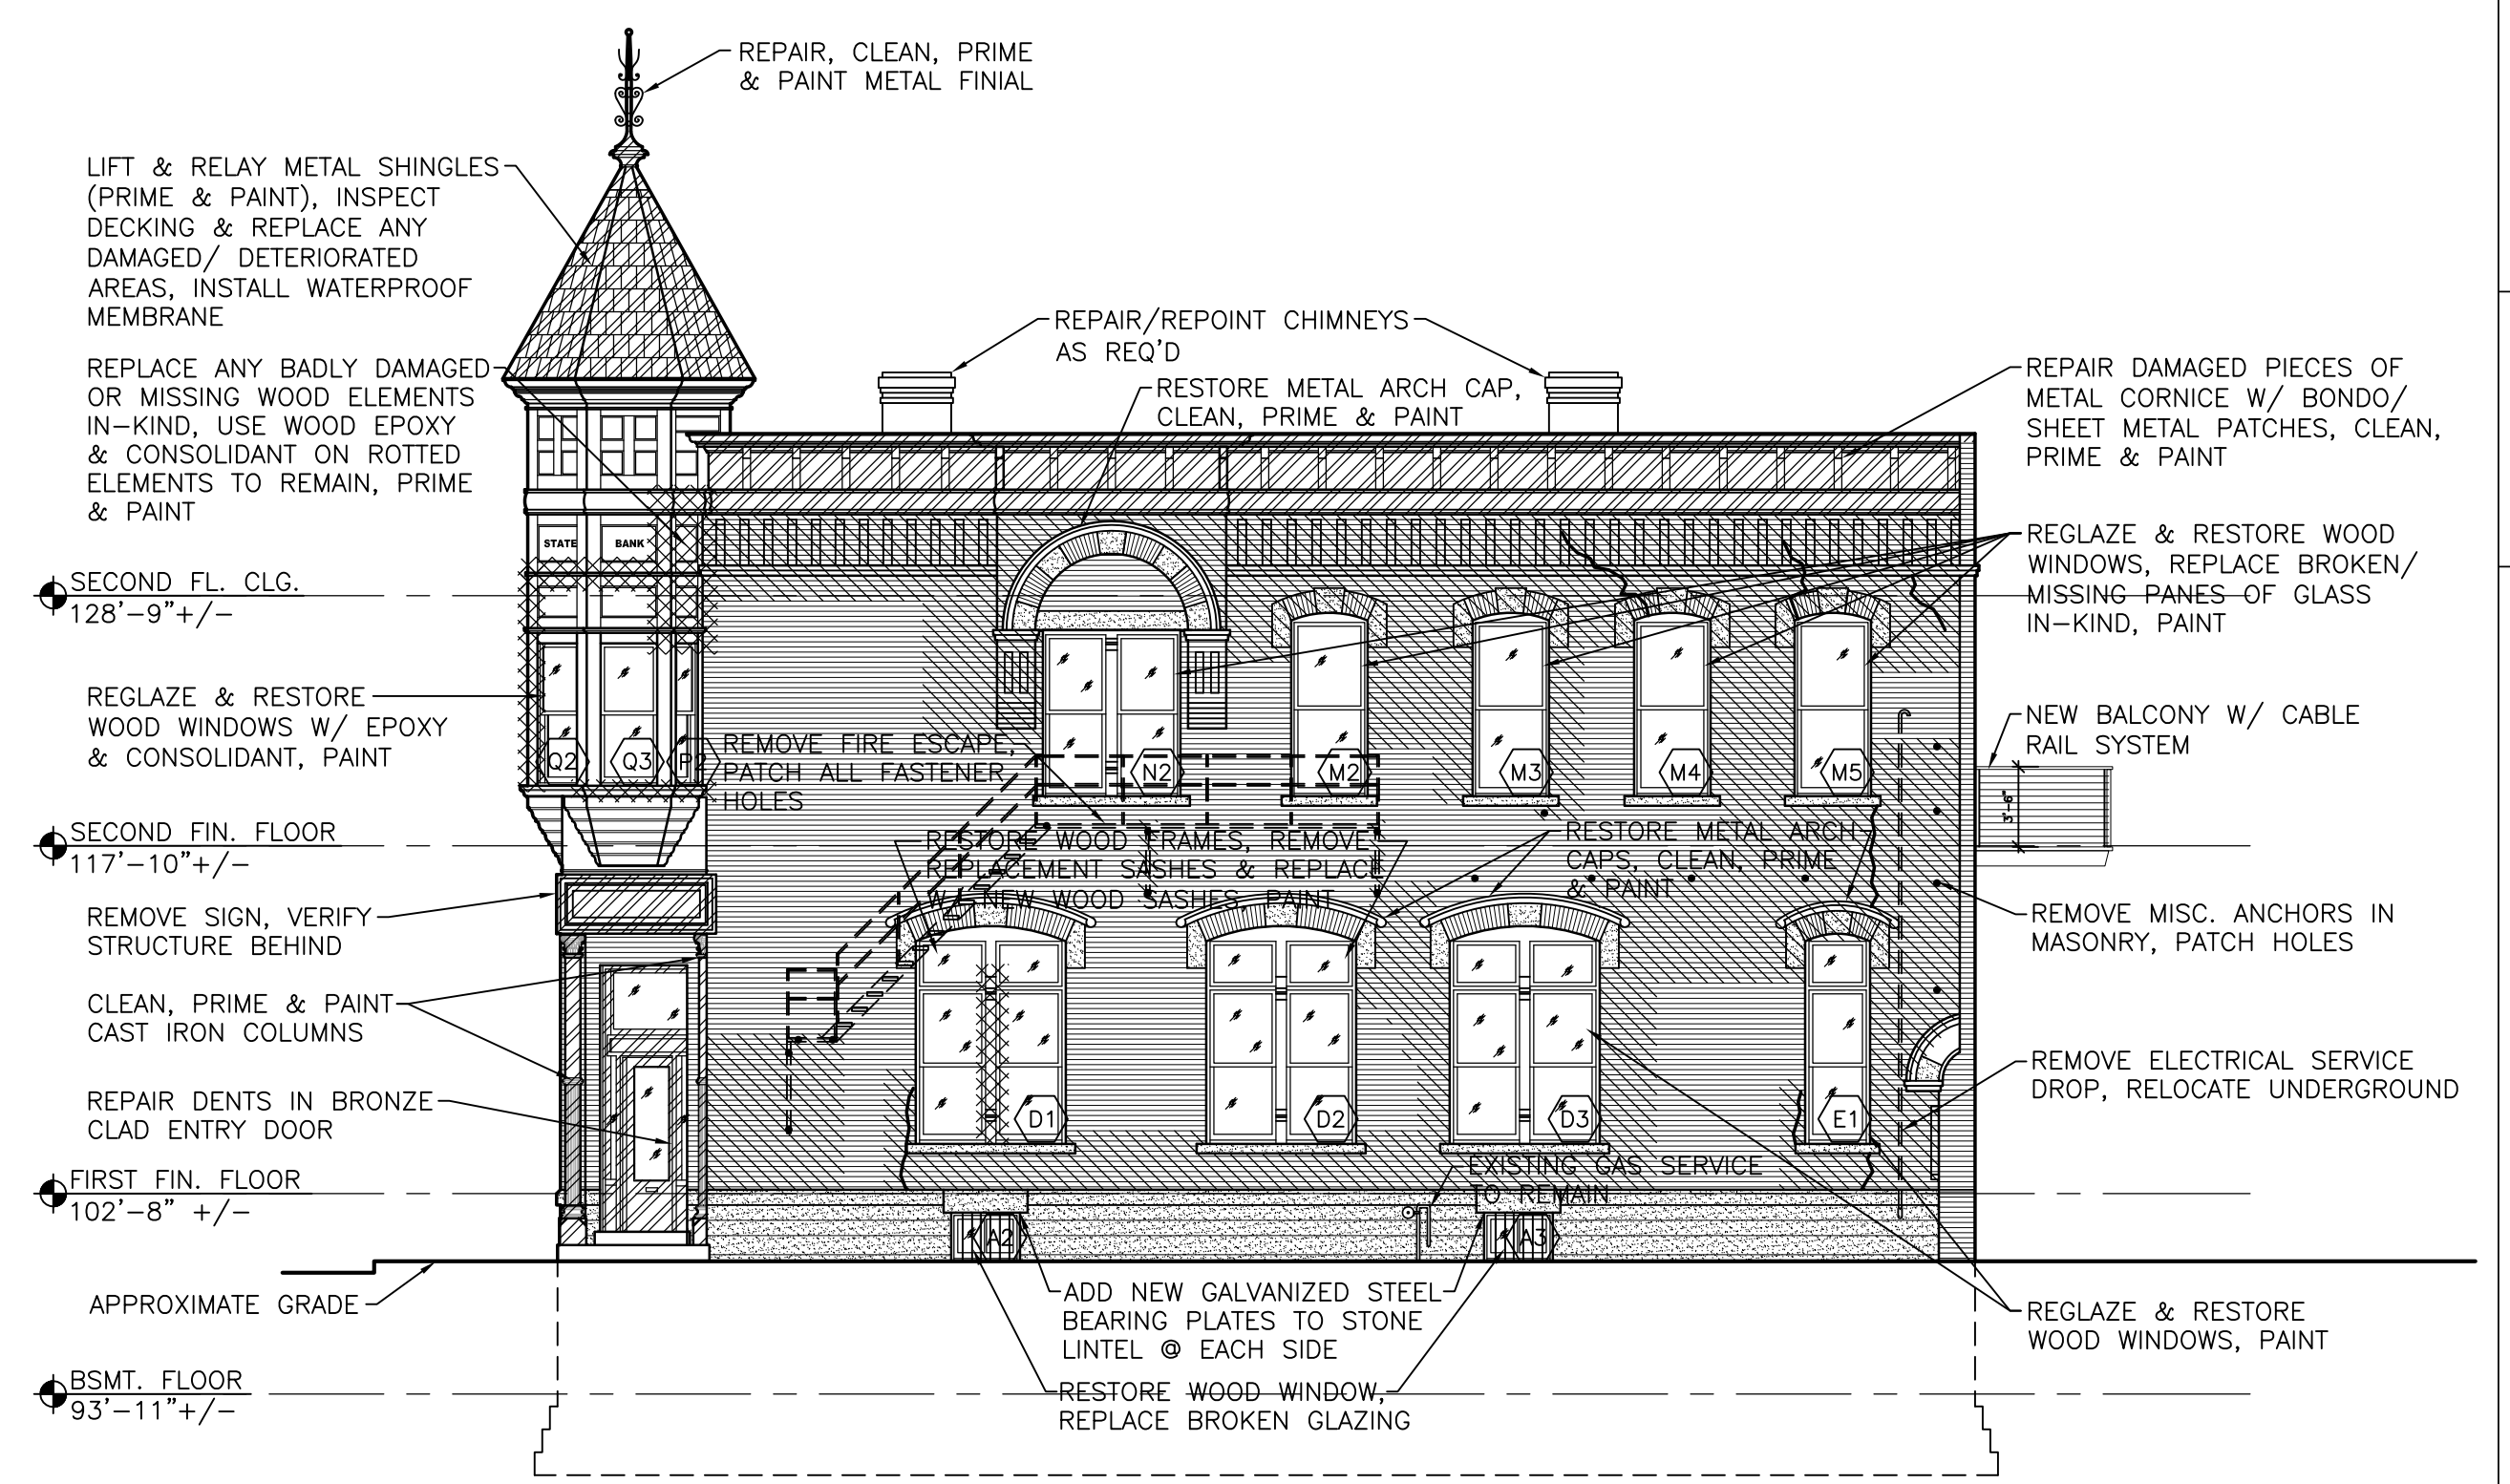 REPAIR, CLEAN, PRIME
& PAINT METAL FINIAL
LIFT & RELAY METAL SHINGLES
(PRIME & PAINT), INSPECT
DECKING & REPLACE ANY
DAMAGED/ DETERIORATED
AREAS, INSTALL WATERPROOF
MEMBRANE
REPLACE ANY BADLY DAMAGED
OR MISSING WOOD ELEMENTS
IN-KIND, USE WOOD EPOXY
& CONSOLIDANT ON ROTTED
ELEMENTS TO REMAIN, PRIME
& PAINT
REPAIR/REPOINT CHIMNEYS
AS REQ'D
RESTORE METAL ARCH CAP,
CLEAN, PRIME & PAINT
REPAIR DAMAGED PIECES OF
METAL CORNICE W/ BONDO/
SHEET METAL PATCHES, CLEAN,
PRIME & PAINT
STATE BANK
REGLAZE & RESTORE WOOD
WINDOWS, REPLACE BROKEN/
MISSING PANES OF GLASS
IN-KIND, PAINT
SECOND FL. CLG.
128'-9"+/-
REGLAZE & RESTORE
WOOD WINDOWS W/ EPOXY
& CONSOLIDANT, PAINT
Q2 Q3 P2
REMOVE FIRE ESCAPE,
PATCH ALL FASTENER
HOLES
N2 M2 M3 M4 M5
NEW BALCONY W/ CABLE
RAIL SYSTEM
3'-6"
SECOND FIN. FLOOR
117'-10"+/-
RESTORE WOOD FRAMES, REMOVE
REPLACEMENT SASHES & REPLACE
W/ NEW WOOD SASHES, PAINT
RESTORE METAL ARCH
CAPS, CLEAN, PRIME
& PAINT
REMOVE SIGN, VERIFY
STRUCTURE BEHIND
REMOVE MISC. ANCHORS IN
MASONRY, PATCH HOLES
CLEAN, PRIME & PAINT
CAST IRON COLUMNS
REMOVE ELECTRICAL SERVICE
DROP, RELOCATE UNDERGROUND
REPAIR DENTS IN BRONZE
CLAD ENTRY DOOR
D1 D2 D3 E1
FIRST FIN. FLOOR
102'-8" +/-
EXISTING GAS SERVICE
TO REMAIN
A2 A3
APPROXIMATE GRADE
ADD NEW GALVANIZED STEEL
BEARING PLATES TO STONE
LINTEL @ EACH SIDE
REGLAZE & RESTORE
WOOD WINDOWS, PAINT
BSMT. FLOOR
93'-11"+/-
RESTORE WOOD WINDOW,
REPLACE BROKEN GLAZING